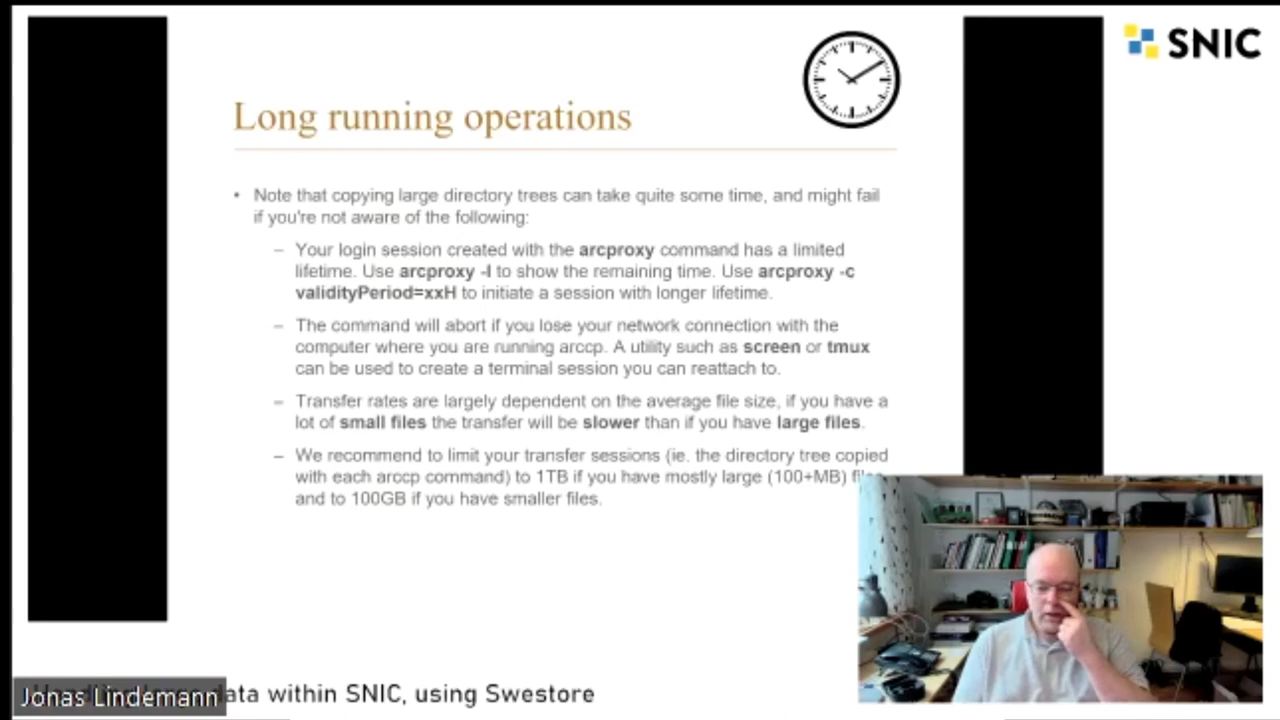 SNIC
Long running operations
• Note that copying large directory trees can take quite some time, and might fail
if you're not aware of the following:
– Your login session created with the arcproxy command has a limited
lifetime. Use arcproxy -I to show the remaining time. Use arcproxy -c
validityPeriod=xxH to initiate a session with longer lifetime.
– The command will abort if you lose your network connection with the
computer where you are running arccp. A utility such as screen or tmux
can be used to create a terminal session you can reattach to.
– Transfer rates are largely dependent on the average file size, if you have a
lot of small files the transfer will be slower than if you have large files.
– We recommend to limit your transfer sessions (ie. the directory tree copied
with each arccp command) to 1TB if you have mostly large (100+MB)
and to 100GB if you have smaller files.
Jonas Lindemann
within SNIC, using Swestore